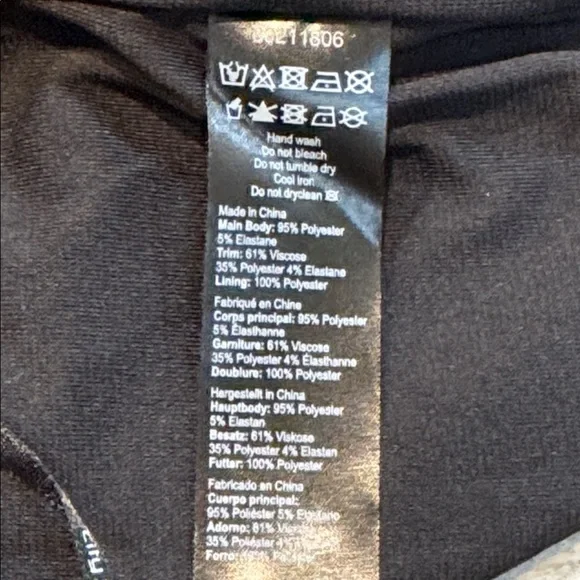 211806
Hand wash
Do not bleach
Do not tumble dry
Cool iron
Do not dryclean
Made in China
Main Body: 95% Polyester
5% Elastane
Trim: 61% Viscose
35% Polyester 4% Elastane
Lining: 100% Polyester
Fabriqué en Chine
Corps principal: 95% Polyester
5% Élasthanne
Garniture: 61% Viscose
35% Polyester 4% Élasthanne
Doublure: 100% Polyester
Hergestellt in China
Hauptbody: 95% Polyester
5% Elastan
Besatz: 61% Viskose
35% Polyester 4% Elastan
Futter: 100% Polyester
Fabricado en China
Cuerpo principal:
95% Poliéster 5% Elastano
Adorno: 61%
35% Poliéster 4%
Forro: